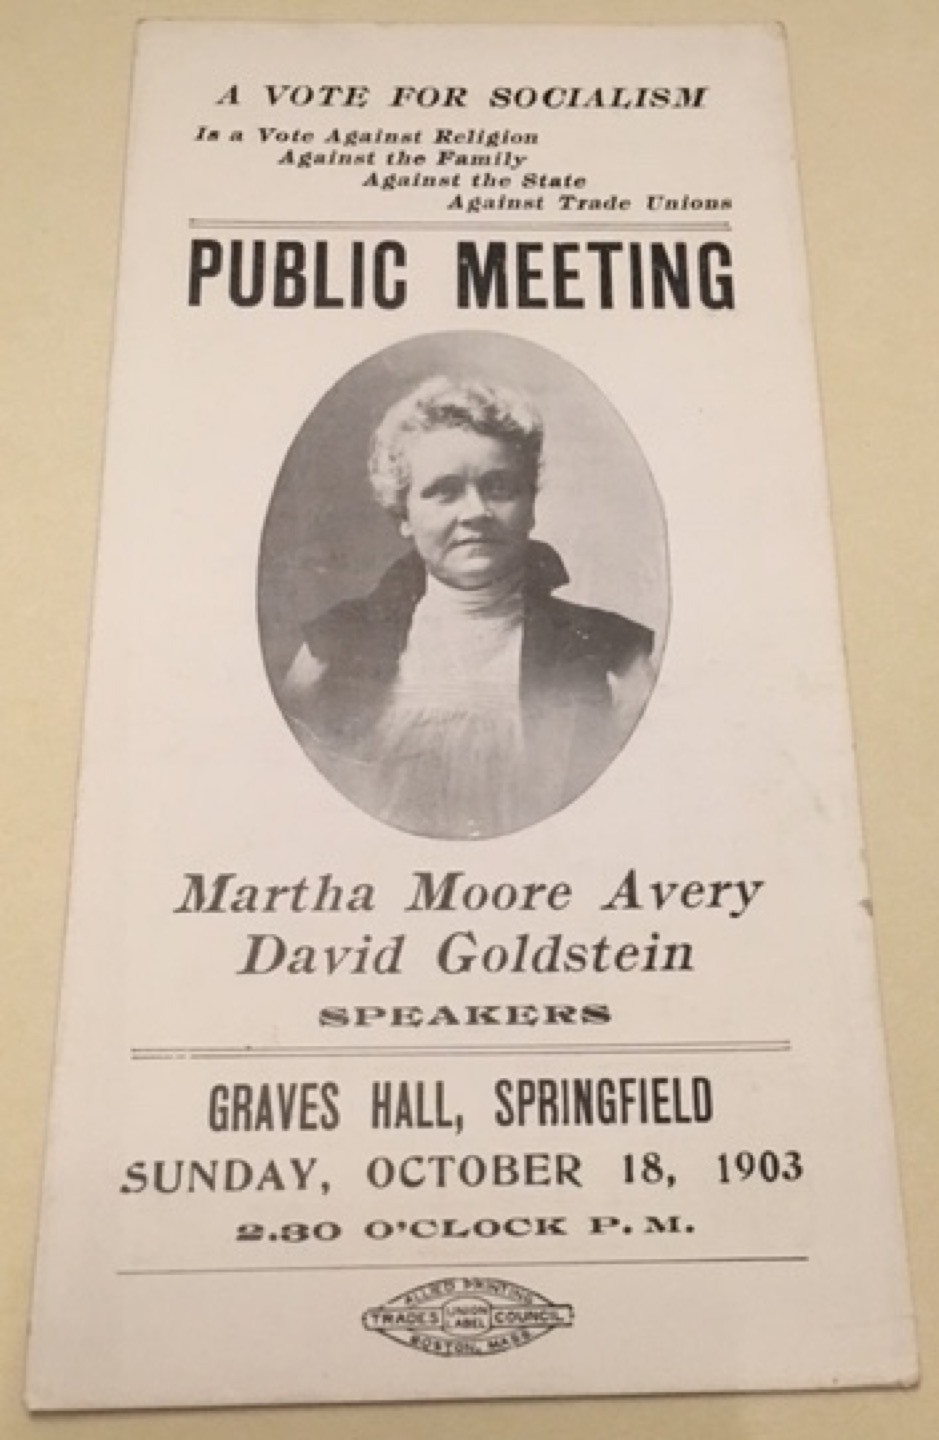 A VOTE FOR SOCIALISM
Is a Vote Against Religion
Against the Family
Against the State
Against Trade Unions
PUBLIC MEETING
Martha Moore Avery
David Goldstein
SPEAKERS
GRAVES HALL, SPRINGFIELD
SUNDAY, OCTOBER 18, 1903
2.30 O'CLOCK P. M.
ALLIED PRINTING
TRADES UNION LABEL COUNCIL
BOSTON, MASS